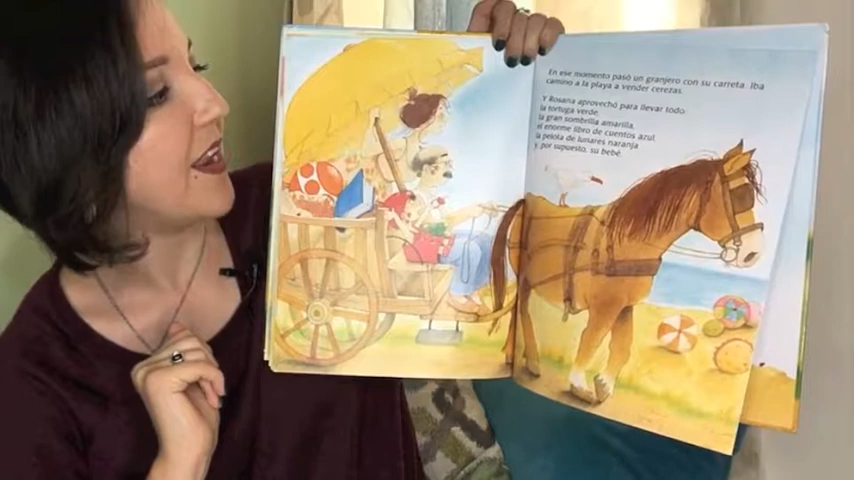 En ese momento pasó un granjero con su carreta. Iba
camino a la playa a vender cerezas.
Y Rosana aprovechó para llevar todo:
la tortuga verde,
la gran sombrilla amarilla,
el enorme libro de cuentos azul,
la pelota de lunares naranja
y, por supuesto, su bebé.